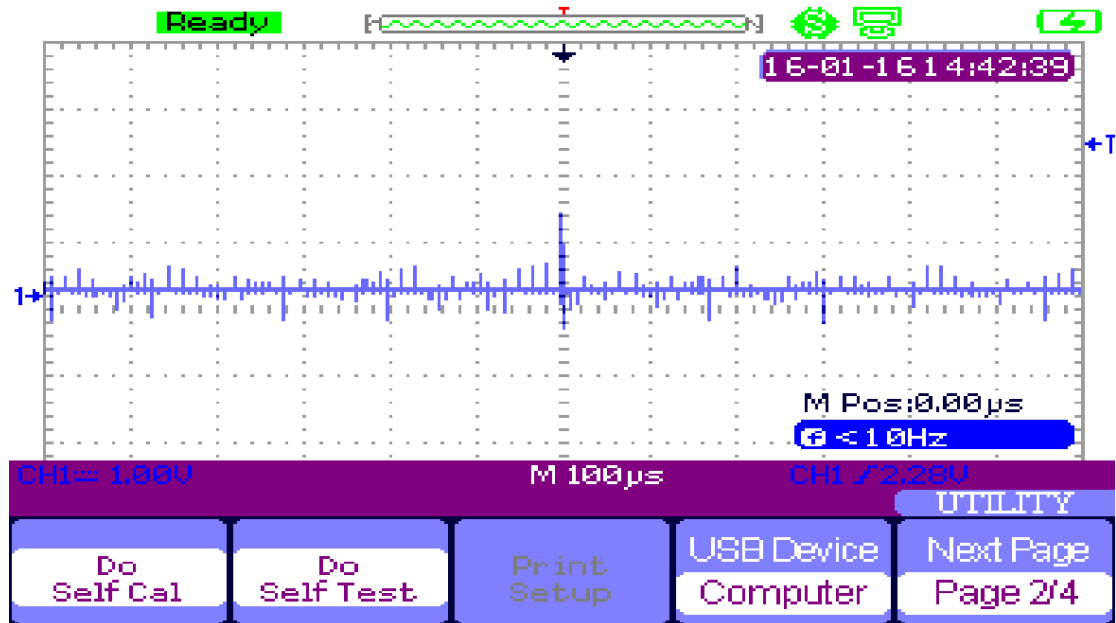 Ready
T
16-01-16 14:42:39
T
1
M Pos:0.00μs
<10Hz
CH1 1.00V M 100μs CH1 2.28V
UTILITY
Do Self Cal
Do Self Test
Print Setup
USB Device Computer
Next Page Page 2/4